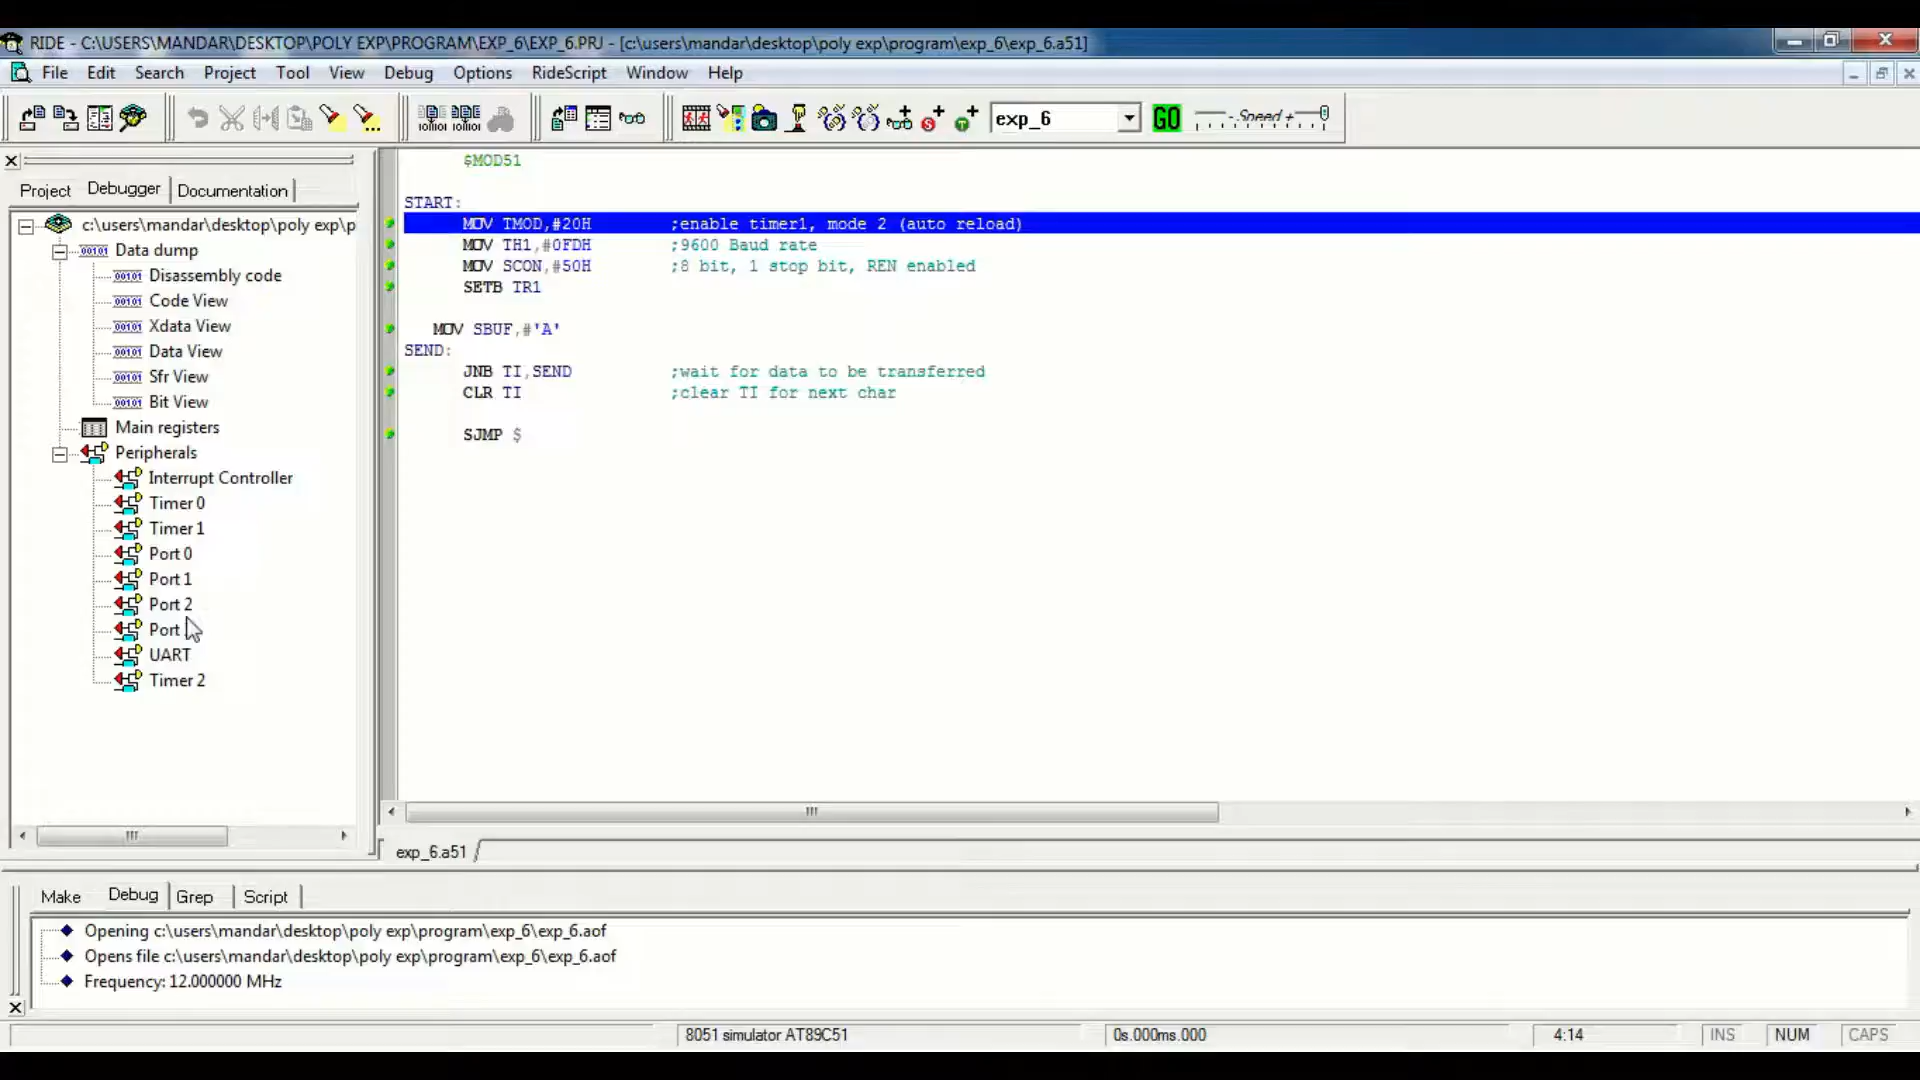 RIDE - C:\USERS\MANDAR\DESKTOP\POLY EXP\PROGRAM\EXP_6\EXP_6.PRJ - [c:\users\mandar\desktop\poly exp\program\exp_6\exp_6.a51]
File Edit Search Project Tool View Debug Options RideScript Window Help
exp_6 GO - Speed +
Project Debugger Documentation
c:\users\mandar\desktop\poly exp\p
Data dump
Disassembly code
Code View
Xdata View
Data View
Sfr View
Bit View
Main registers
Peripherals
Interrupt Controller
Timer 0
Timer 1
Port 0
Port 1
Port 2
Port
UART
Timer 2
$MOD51
START:
MOV TMOD,#20H ;enable timer1, mode 2 (auto reload)
MOV TH1,#0FDH ;9600 Baud rate
MOV SCON,#50H ;8 bit, 1 stop bit, REN enabled
SETB TR1
MOV SBUF,#'A'
SEND:
JNB TI,SEND ;wait for data to be transferred
CLR TI ;clear TI for next char
SJMP $
exp_6.a51
Make Debug Grep Script
Opening c:\users\mandar\desktop\poly exp\program\exp_6\exp_6.aof
Opens file c:\users\mandar\desktop\poly exp\program\exp_6\exp_6.aof
Frequency: 12.000000 MHz
8051 simulator AT89C51 0s.000ms.000 4:14 INS NUM CAPS